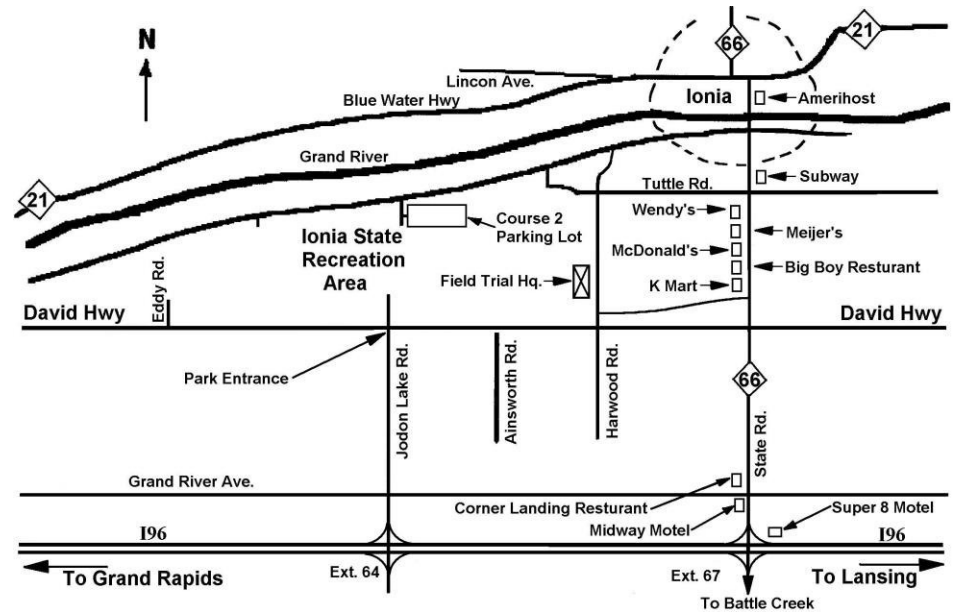 N
66
21
Lincon Ave.
Ionia
Amerihost
Blue Water Hwy
Grand River
Subway
Tuttle Rd.
21
Wendy's
Course 2
Parking Lot
Meijer's
Ionia State
Recreation
Area
McDonald's
Big Boy Resturant
Field Trial Hq.
K Mart
Eddy Rd.
David Hwy
David Hwy
Park Entrance
Jodon Lake Rd.
Ainsworth Rd.
Harwood Rd.
66
State Rd.
Grand River Ave.
Corner Landing Resturant
Super 8 Motel
Midway Motel
I96
I96
To Grand Rapids
Ext. 64
Ext. 67
To Lansing
To Battle Creek